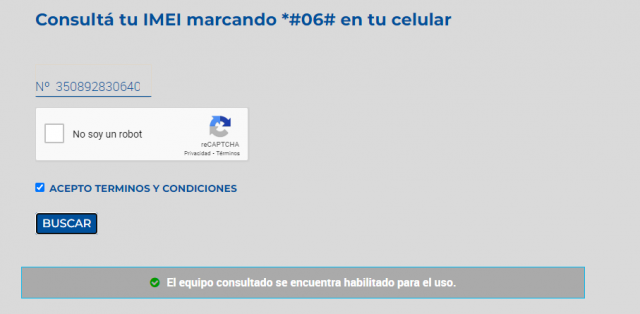 Consultá tu IMEI marcando *#06# en tu celular
Nº 350892830640
No soy un robot
reCAPTCHA
Privacidad - Términos
ACEPTO TERMINOS Y CONDICIONES
BUSCAR
El equipo consultado se encuentra habilitado para el uso.